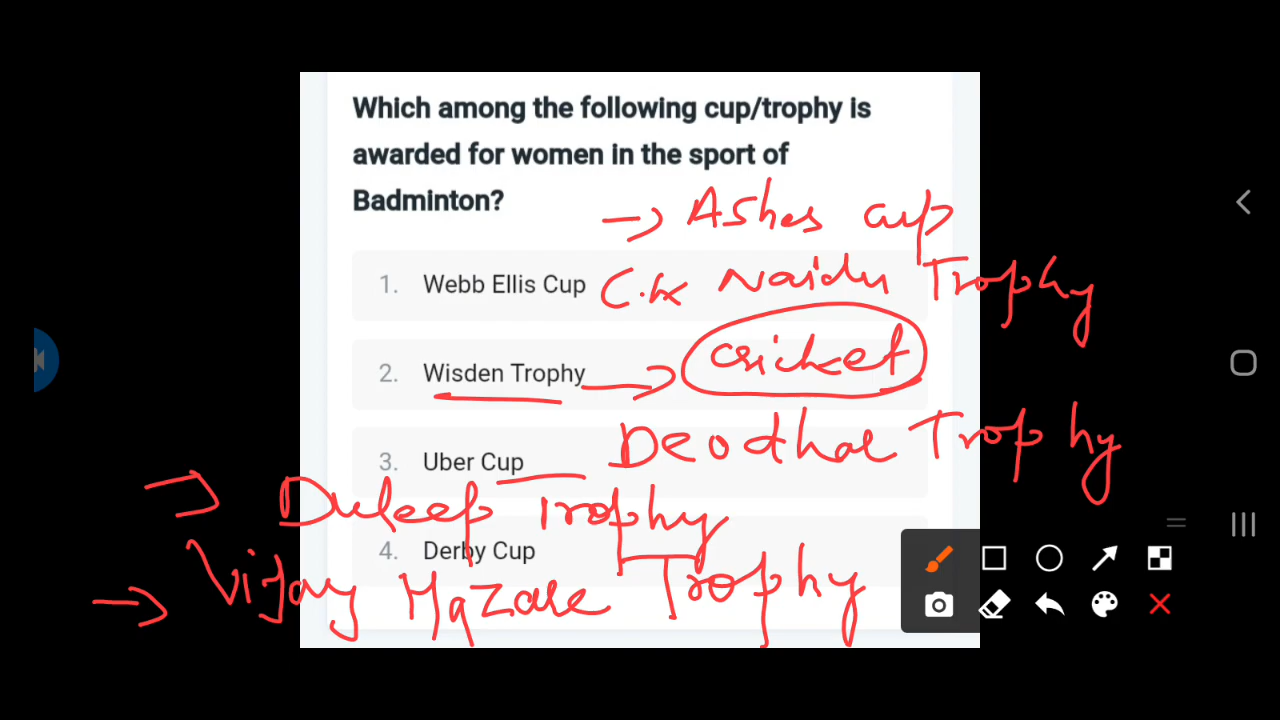 Which among the following cup/trophy is
awarded for women in the sport of
Badminton?
→ Ashes cup
1. Webb Ellis Cup
C.K Naidu Trophy
2. Wisden Trophy → cricket
Deodhar Trophy
3. Uber Cup
→ Duleep Trophy
4. Derby Cup
→ Vijay Hazare Trophy